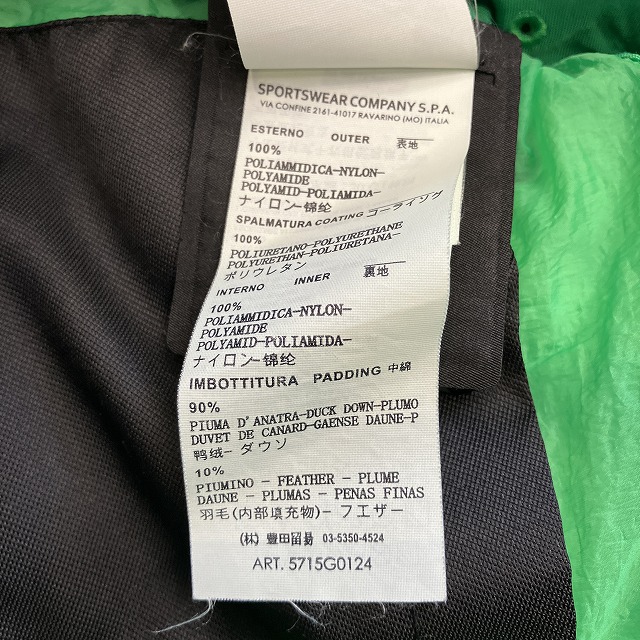 SPORTSWEAR COMPANY S.P.A.
VIA CONFINE 2161-41017 RAVARINO (MO) ITALIA
ESTERNO OUTER 表地
100%
POLIAMMIDICA-NYLON-
POLYAMIDE
POLYAMID-POLIAMIDA-
ナイロン-锦纶
SPALMATURA COATING コーライソグ
100%
POLIURETANO-POLYURETHANE
POLYURETHAN-POLIURETANA-
ポリウレタン
INTERNO INNER 裏地
100%
POLIAMMIDICA-NYLON-
POLYAMIDE
POLYAMID-POLIAMIDA-
ナイロン-锦纶
IMBOTTITURA PADDING 中綿
90%
PIUMA D'ANATRA-DUCK DOWN-PLUMO
DUVET DE CANARD-GAENSE DAUNE-P
鸭绒- ダウソ
10%
PIUMINO - FEATHER - PLUME
DAUNE - PLUMAS - PENAS FINAS
羽毛(内部填充物)- フエザー
(株) 豊田留易 03-5350-4524
ART. 5715G0124